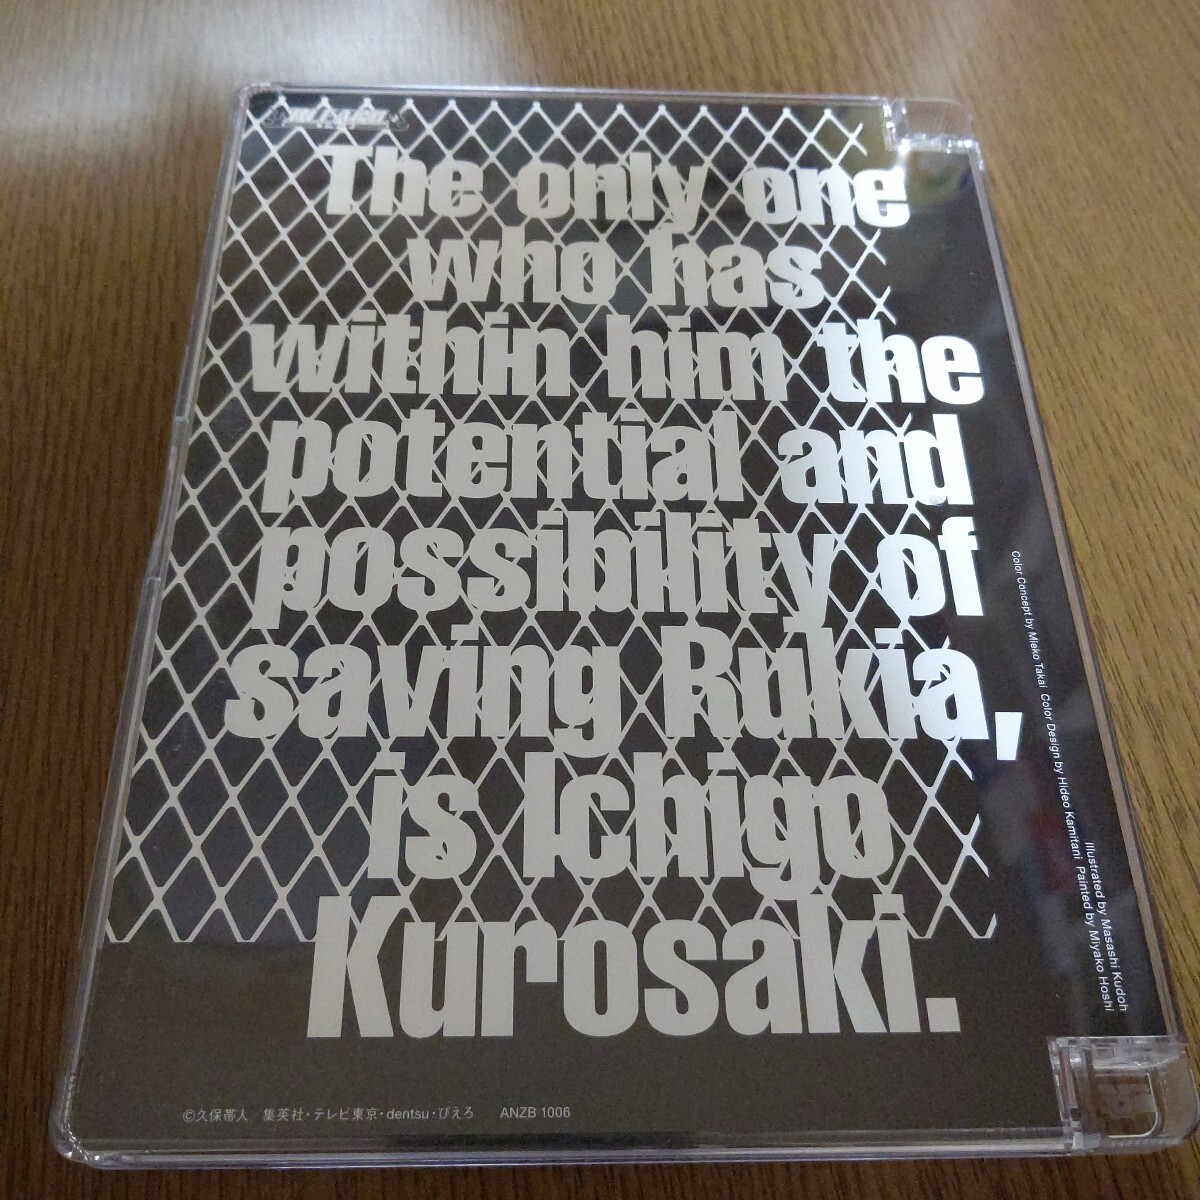 The only one
who has
within him the
potential and
possibility of
saving Rukia,
is Ichigo
Kurosaki.
Color Concept by Mieko Takai Color Design by Hideo Kamitani Painted by Miyako Hoshi
Illustrated by Masashi Kudoh
©久保帯人 集英社・テレビ東京・dentsu・ぴえろ ANZB 1006